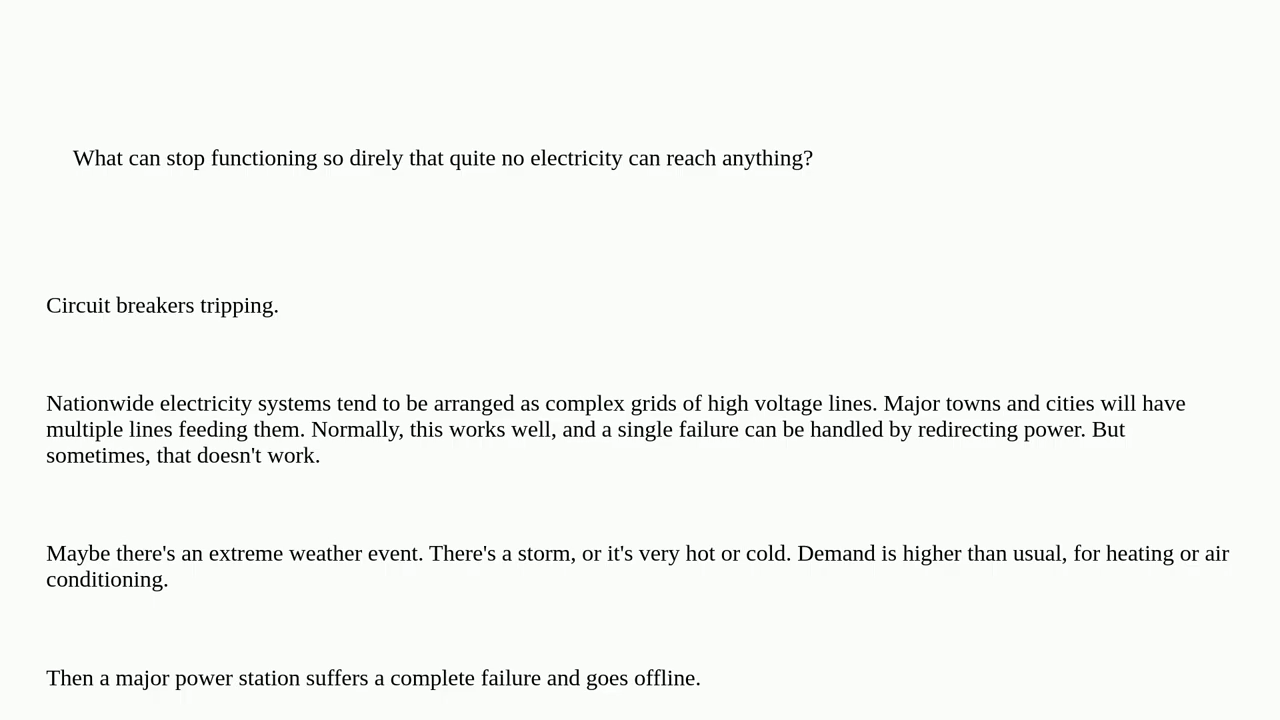 What can stop functioning so direly that quite no electricity can reach anything?
Circuit breakers tripping.
Nationwide electricity systems tend to be arranged as complex grids of high voltage lines. Major towns and cities will have
multiple lines feeding them. Normally, this works well, and a single failure can be handled by redirecting power. But
sometimes, that doesn't work.
Maybe there's an extreme weather event. There's a storm, or it's very hot or cold. Demand is higher than usual, for heating or air
conditioning.
Then a major power station suffers a complete failure and goes offline.